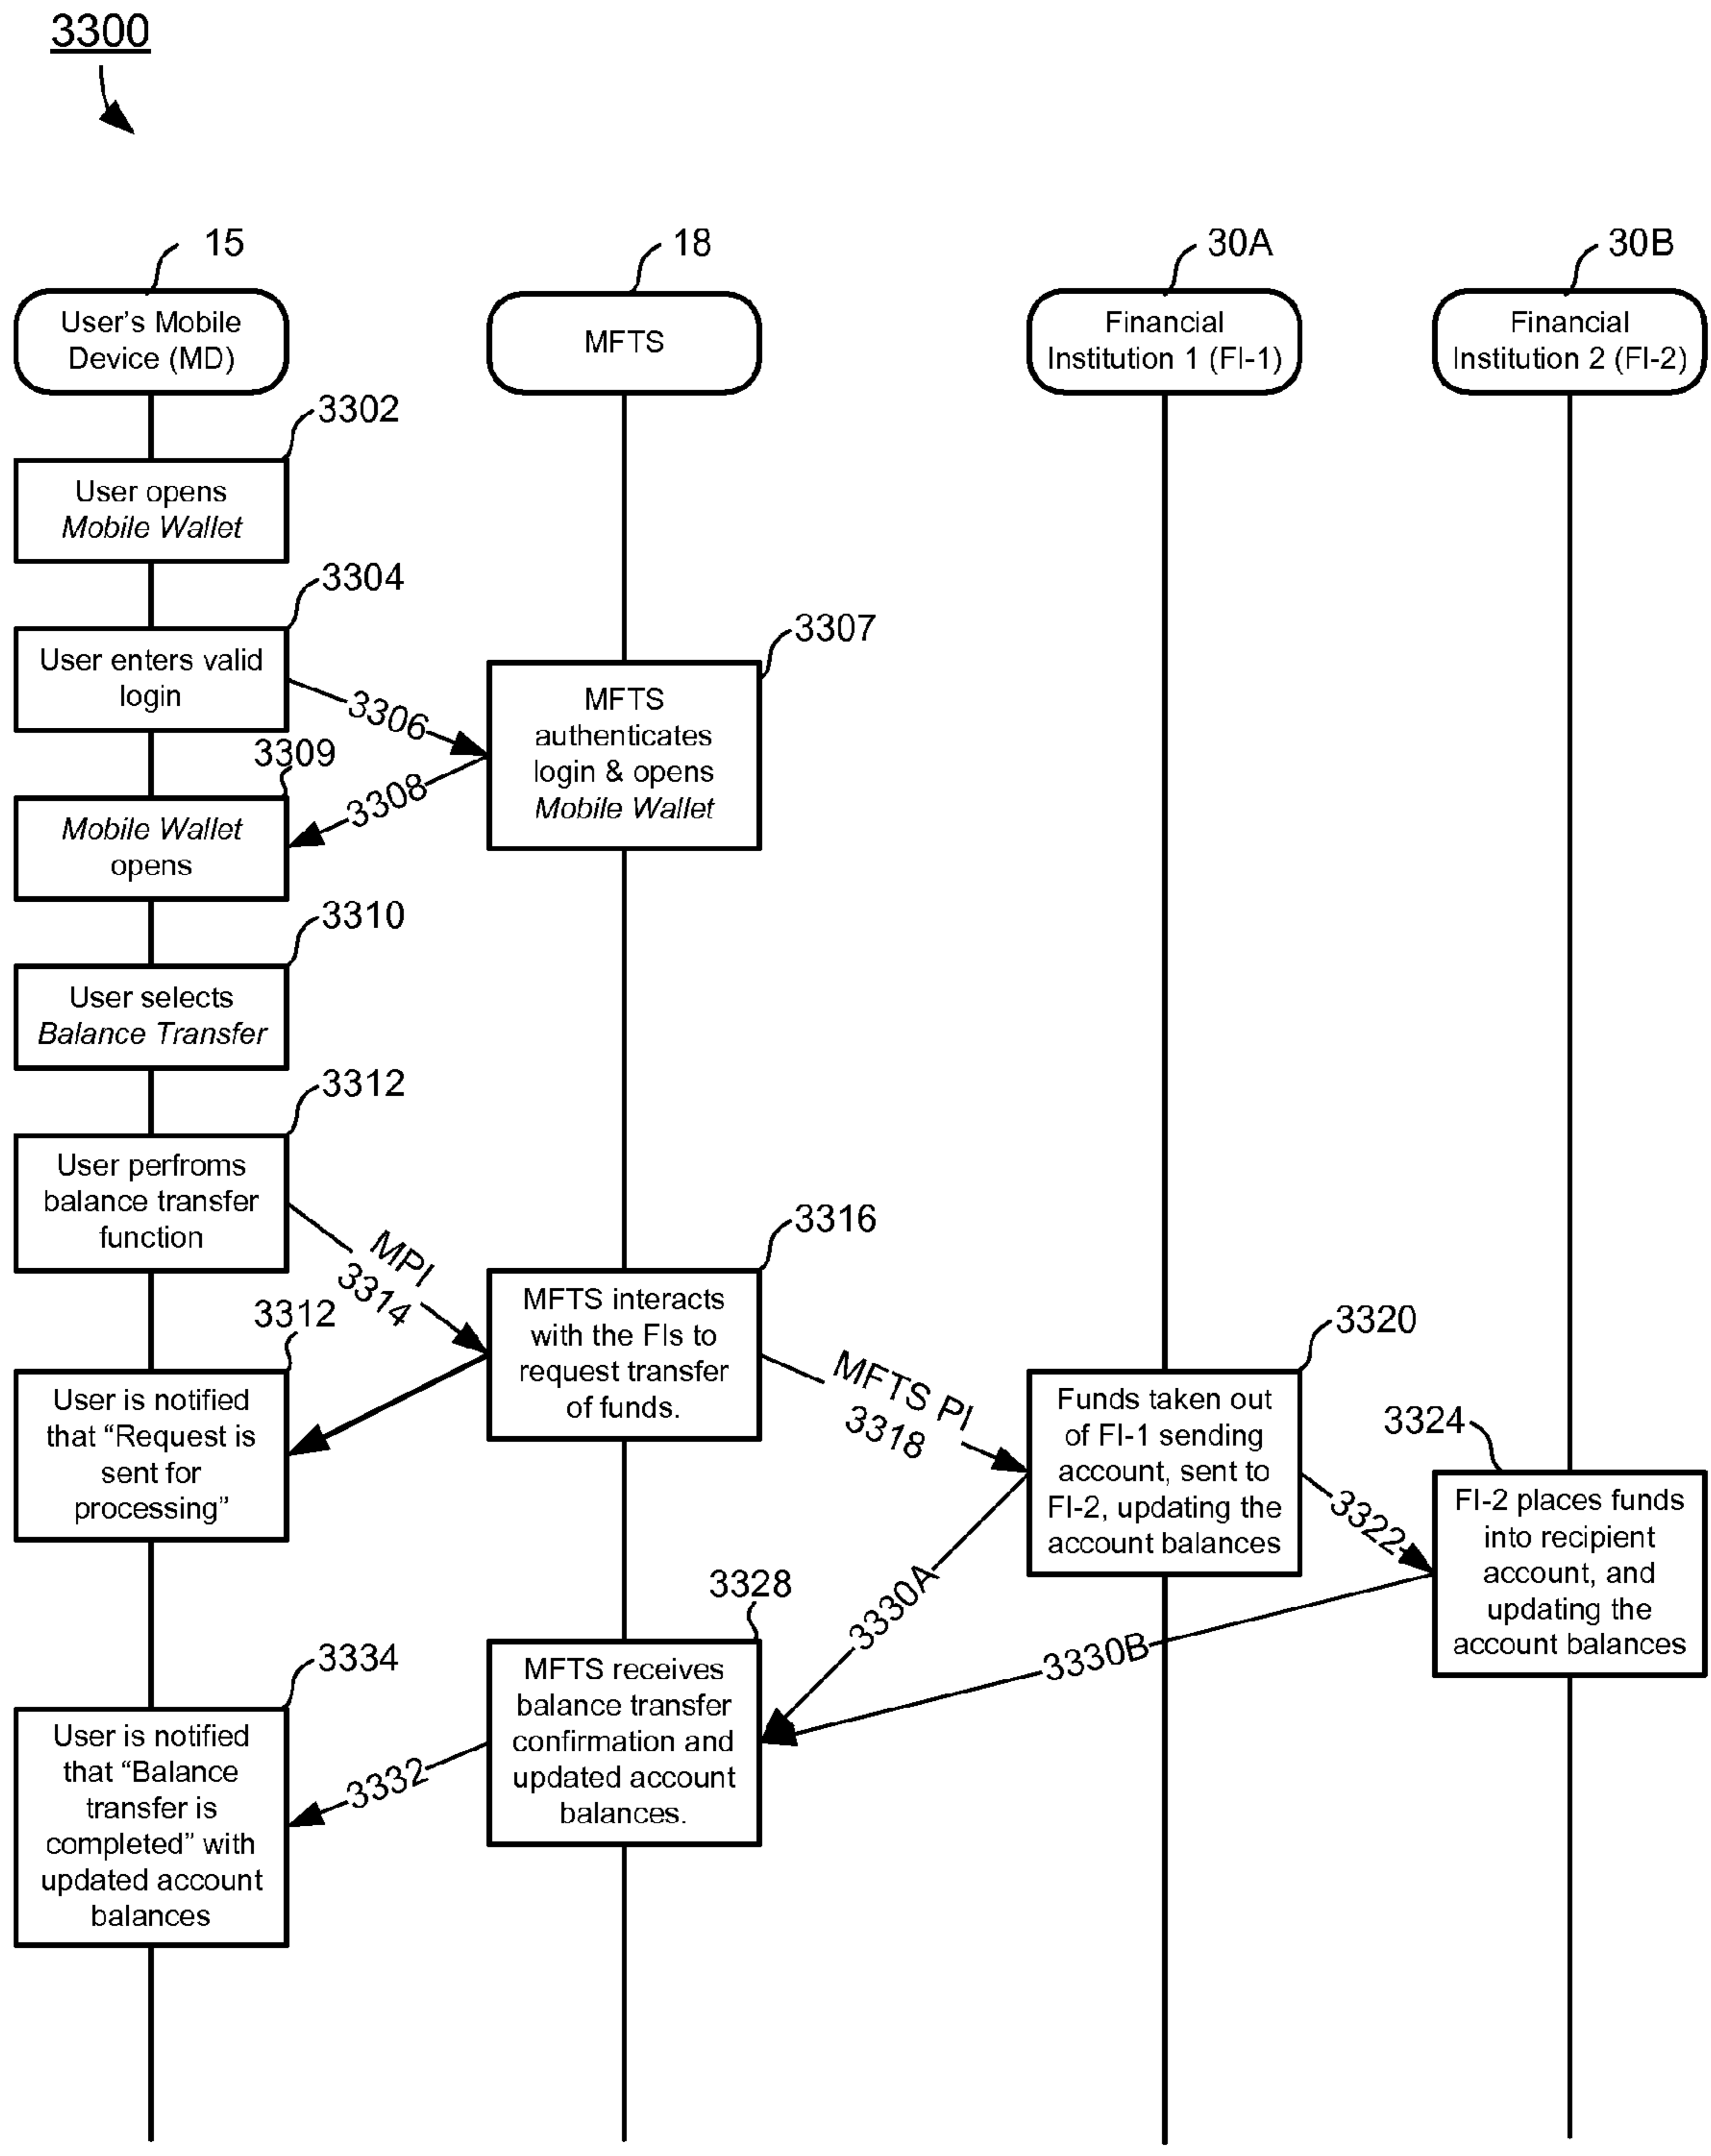 3300
15
18
30A
30B
User's Mobile
Device (MD)
MFTS
Financial
Institution 1 (FI-1)
Financial
Institution 2 (FI-2)
3302
User opens
Mobile Wallet
3304
User enters valid
login
3306
3307
MFTS
authenticates
login & opens
Mobile Wallet
3308
3309
Mobile Wallet
opens
3310
User selects
Balance Transfer
3312
User perfroms
balance transfer
function
MPI
3314
3316
MFTS interacts
with the FIs to
request transfer
of funds.
3312
User is notified
that “Request is
sent for
processing”
MFTS PI
3318
3320
Funds taken out
of FI-1 sending
account, sent to
FI-2, updating the
account balances
3322
3324
FI-2 places funds
into recipient
account, and
updating the
account balances
3330A
3330B
3328
MFTS receives
balance transfer
confirmation and
updated account
balances.
3332
3334
User is notified
that “Balance
transfer is
completed” with
updated account
balances